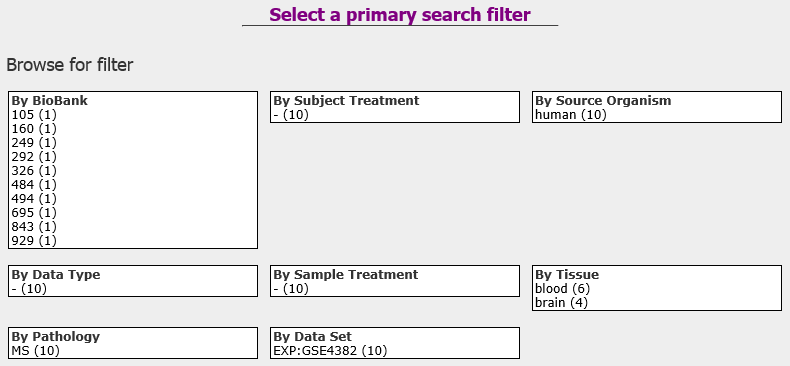 Select a primary search filter
Browse for filter
By BioBank
105 (1)
160 (1)
249 (1)
292 (1)
326 (1)
484 (1)
494 (1)
695 (1)
843 (1)
929 (1)
By Subject Treatment
- (10)
By Source Organism
human (10)
By Data Type
- (10)
By Sample Treatment
- (10)
By Tissue
blood (6)
brain (4)
By Pathology
MS (10)
By Data Set
EXP:GSE4382 (10)